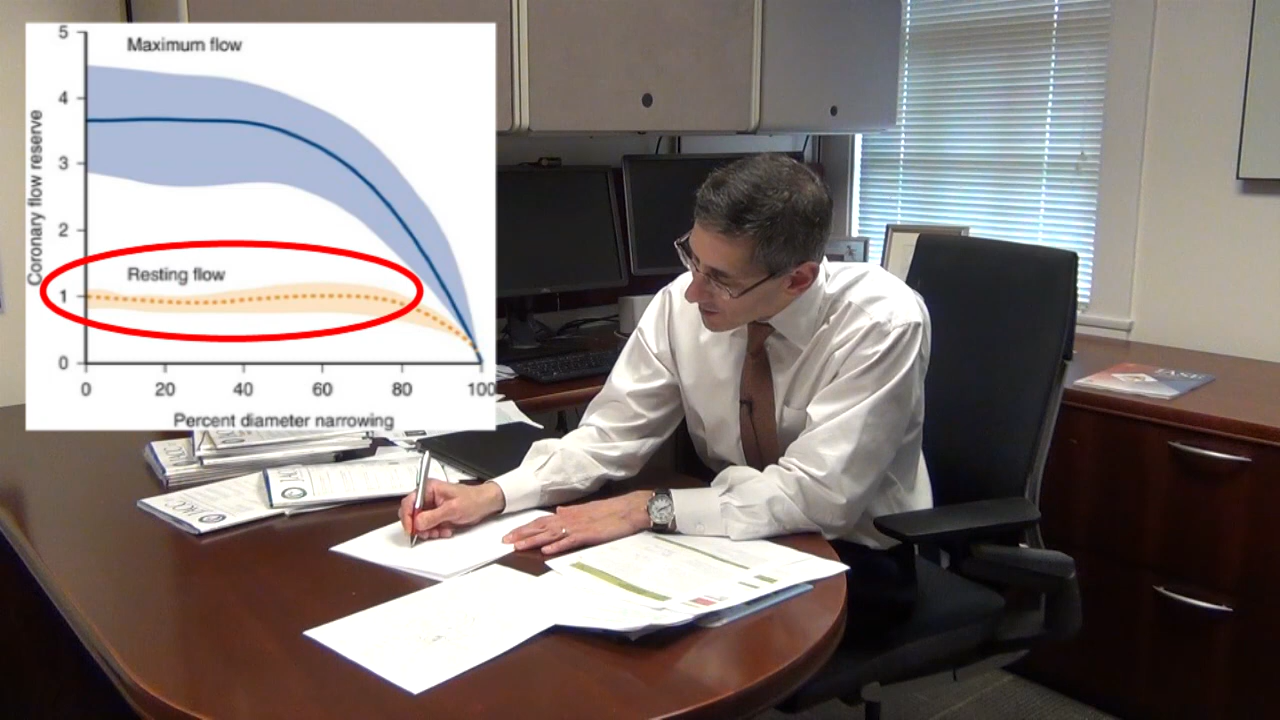 5
Maximum flow
4
3
2
1
0
Coronary flow reserve
Resting flow
0 20 40 60 80 100
Percent diameter narrowing
JACC